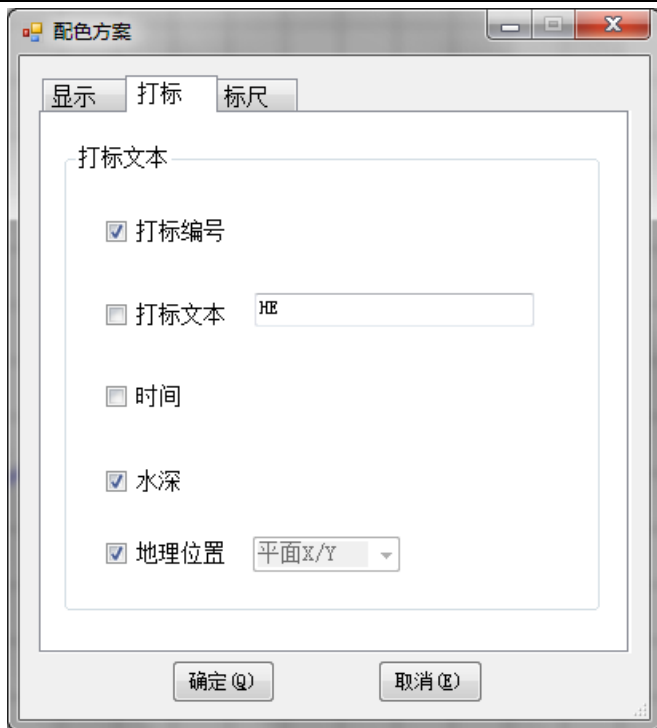 配色方案
显示 打标 标尺
打标文本
打标编号
打标文本 HE
时间
水深
地理位置 平面X/Y
确定(Q) 取消(E)